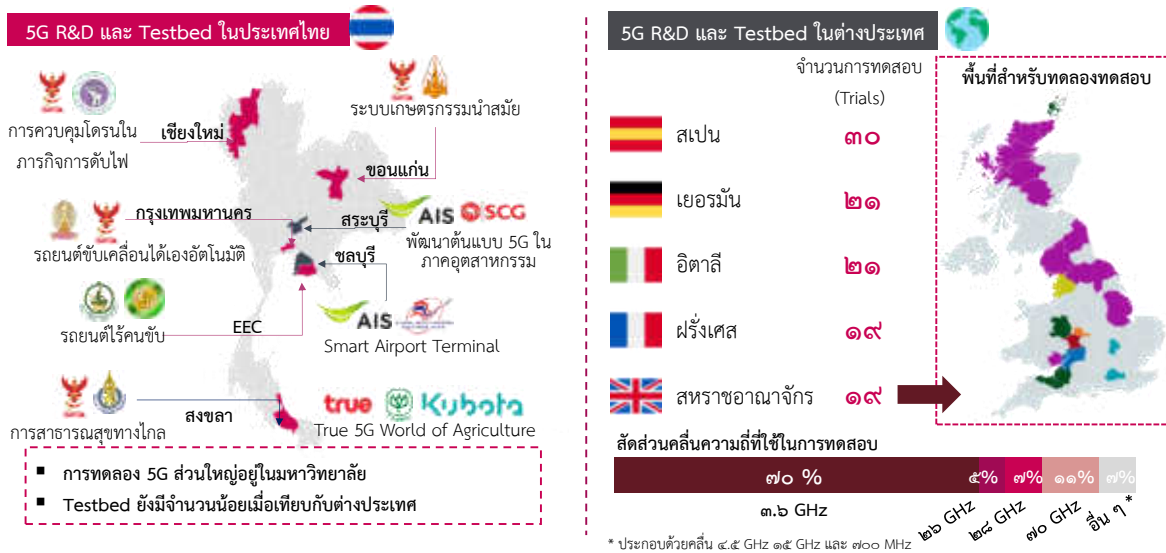 5G R&D และ Testbed ในประเทศไทย
การควบคุมโดรนใน
ภารกิจการดับไฟ
เชียงใหม่
ระบบเกษตรกรรมนำสมัย
ขอนแก่น
กรุงเทพมหานคร
รถยนต์ขับเคลื่อนได้เองอัตโนมัติ
สระบุรี
AIS SCG
พัฒนาต้นแบบ 5G ใน
ภาคอุตสาหกรรม
ชลบุรี
รถยนต์ไร้คนขับ
EEC
AIS
Smart Airport Terminal
การสาธารณสุขทางไกล
สงขลา
true Kubota
True 5G World of Agriculture
▪ การทดลอง 5G ส่วนใหญ่อยู่ในมหาวิทยาลัย
▪ Testbed ยังมีจำนวนน้อยเมื่อเทียบกับต่างประเทศ
5G R&D และ Testbed ในต่างประเทศ
จำนวนการทดสอบ
(Trials)
พื้นที่สำหรับทดลองทดสอบ
สเปน ๓๐
เยอรมัน ๒๑
อิตาลี ๒๑
ฝรั่งเศส ๑๙
สหราชอาณาจักร ๑๙
สัดส่วนคลื่นความถี่ที่ใช้ในการทดสอบ
๗๐ % ๕% ๗% ๑๑% ๗%
๓.๖ GHz ๒๖ GHz ๒๘ GHz ๗๐ GHz อื่น ๆ *
* ประกอบด้วยคลื่น ๔.๕ GHz ๑๕ GHz และ ๗๐๐ MHz